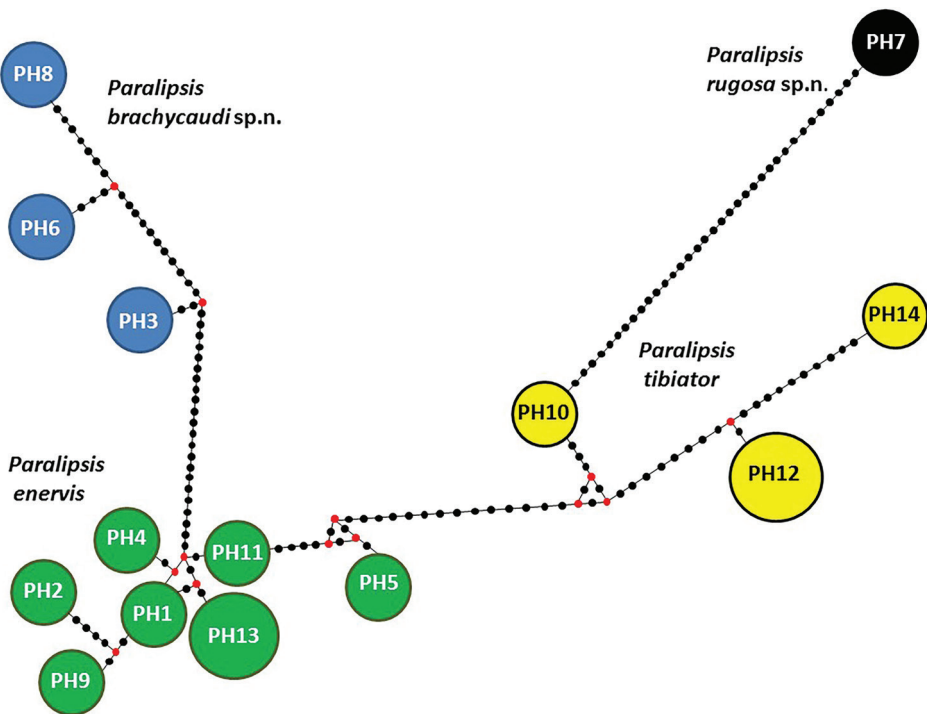 PH8
Paralipsis
brachycaudi sp.n.
PH6
PH3
Paralipsis
rugosa sp.n.
PH7
PH14
Paralipsis
tibiator
PH10
PH12
Paralipsis
enervis
PH4
PH11
PH2
PH1
PH5
PH13
PH9